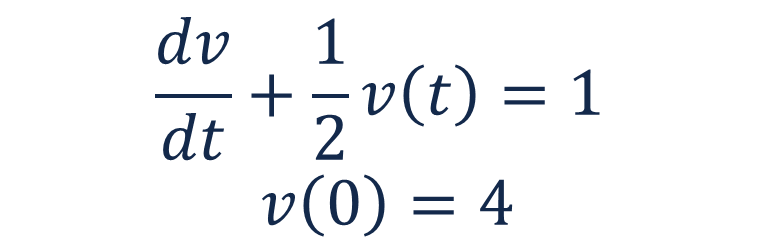 dv/dt + 1/2 v(t) = 1
v(0) = 4